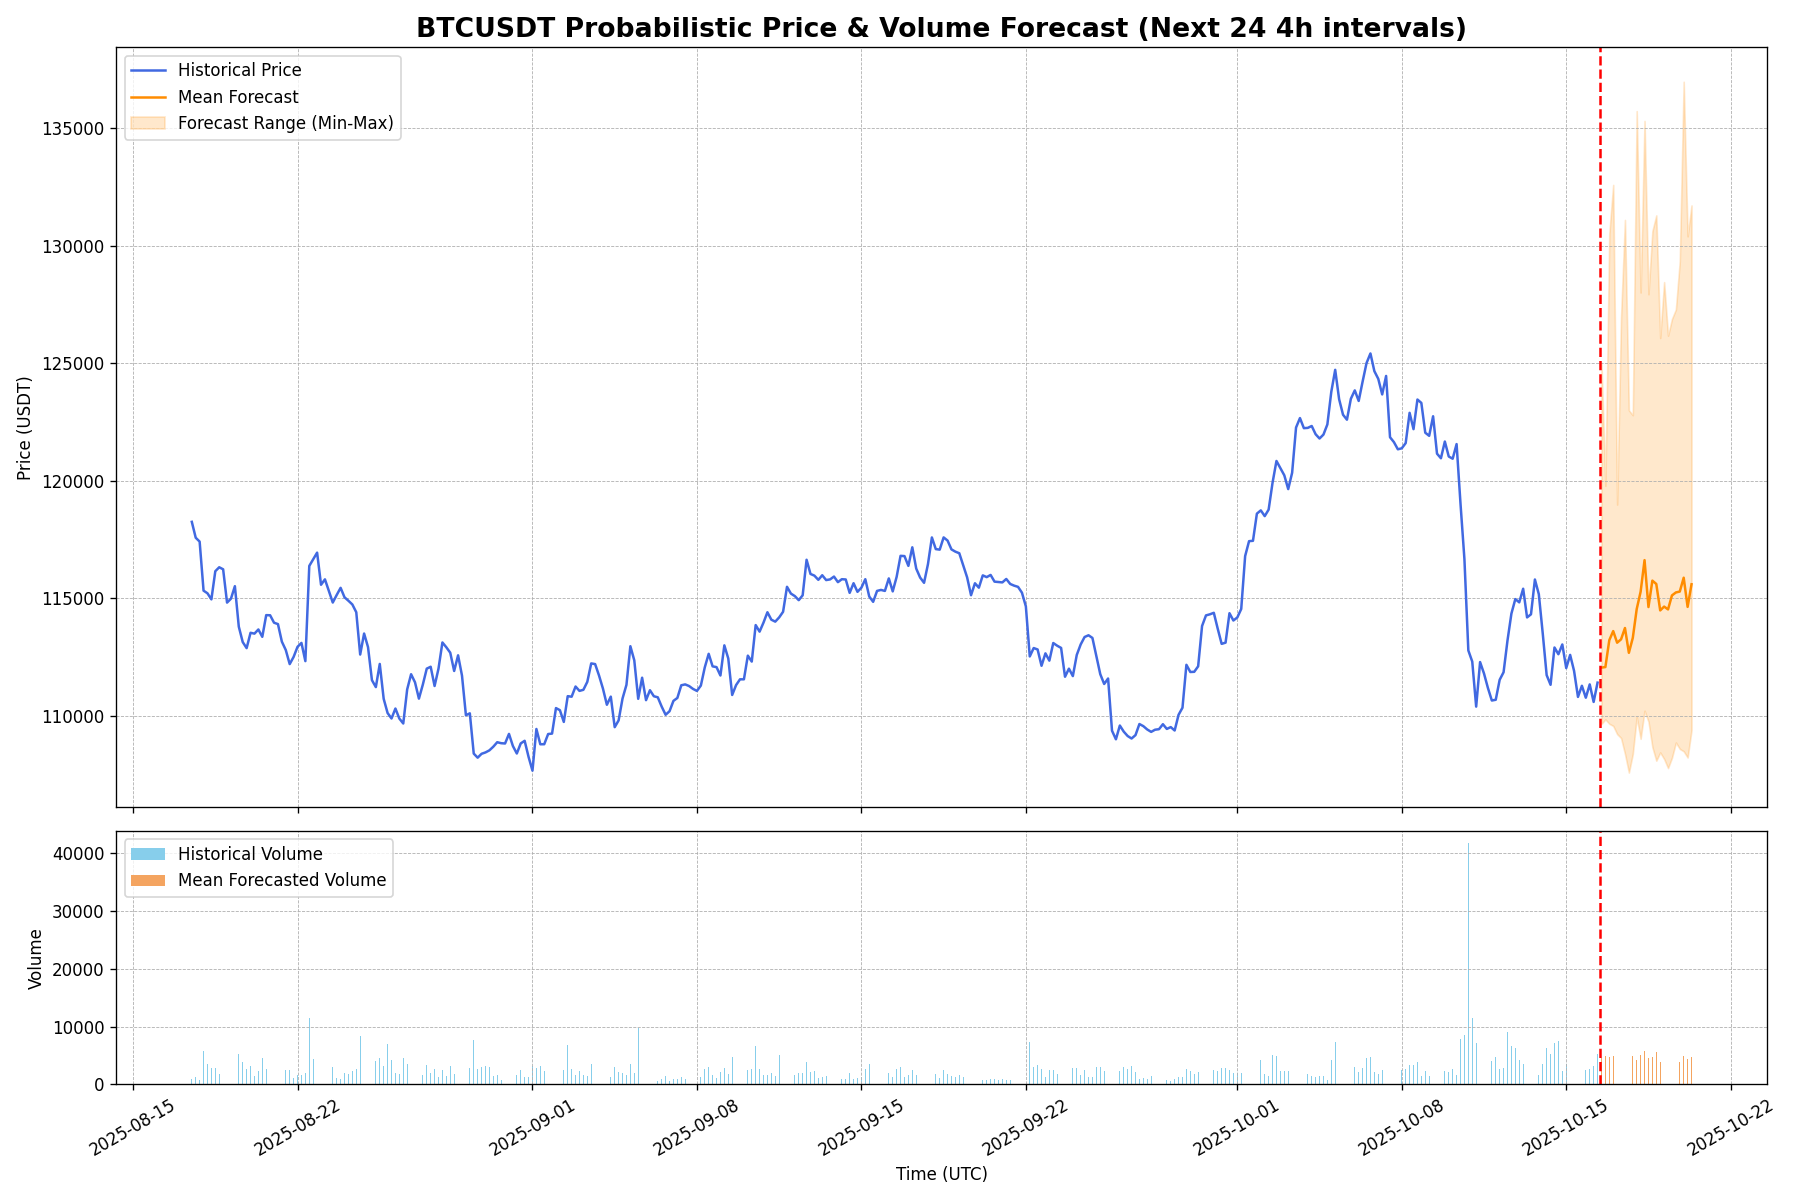 BTCUSDT Probabilistic Price & Volume Forecast (Next 24 4h intervals)
Historical Price
Mean Forecast
Forecast Range (Min-Max)
135000
130000
125000
120000
115000
110000
Price (USDT)
Historical Volume
Mean Forecasted Volume
40000
30000
20000
10000
0
Volume
2025-08-15
2025-08-22
2025-09-01
2025-09-08
2025-09-15
2025-09-22
2025-10-01
2025-10-08
2025-10-15
2025-10-22
Time (UTC)